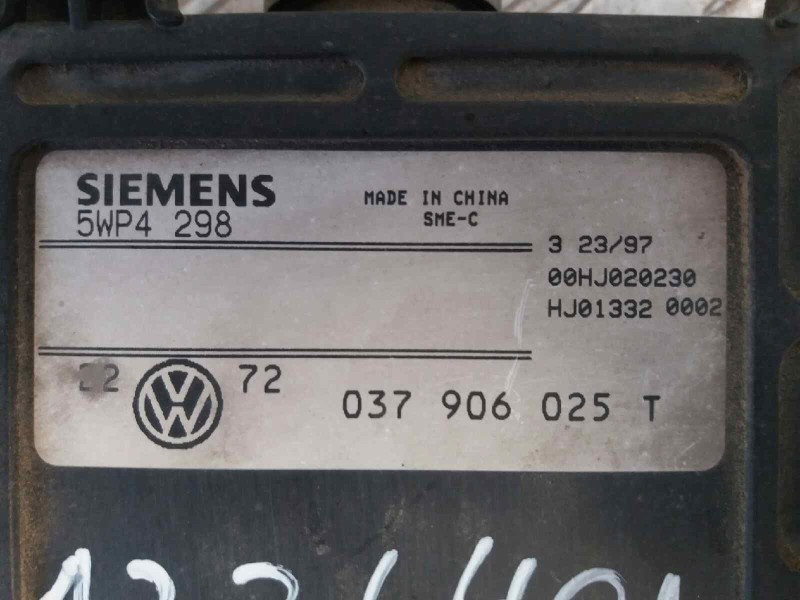 SIEMENS
5WP4 298
MADE IN CHINA
SME-C
3 23/97
00HJ020230
HJ01332 0002
72
037 906 025 T